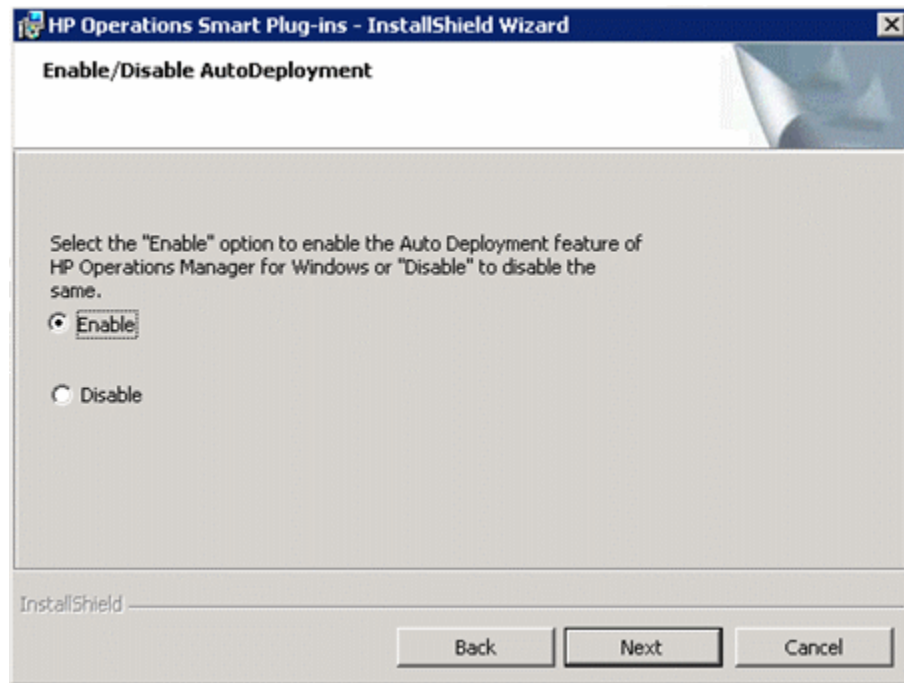 HP Operations Smart Plug-ins - InstallShield Wizard
Enable/Disable AutoDeployment
Select the "Enable" option to enable the Auto Deployment feature of
HP Operations Manager for Windows or "Disable" to disable the
same.
Enable
Disable
InstallShield
Back Next Cancel